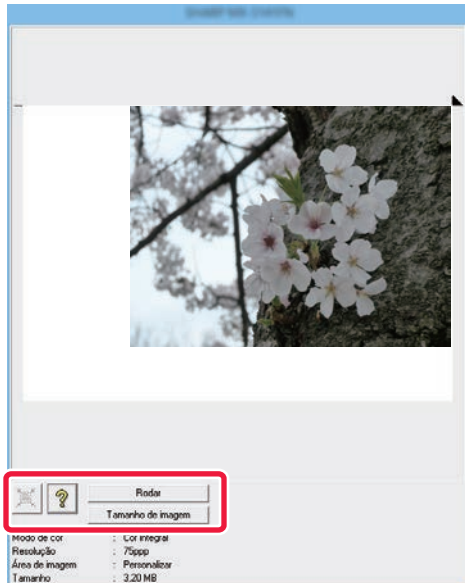 ?
Rodar
Tamanho de imagem
Modo de cor : Cor integral
Resolução : 75ppp
Área de imagem : Personalizar
Tamanho : 3.20 MB